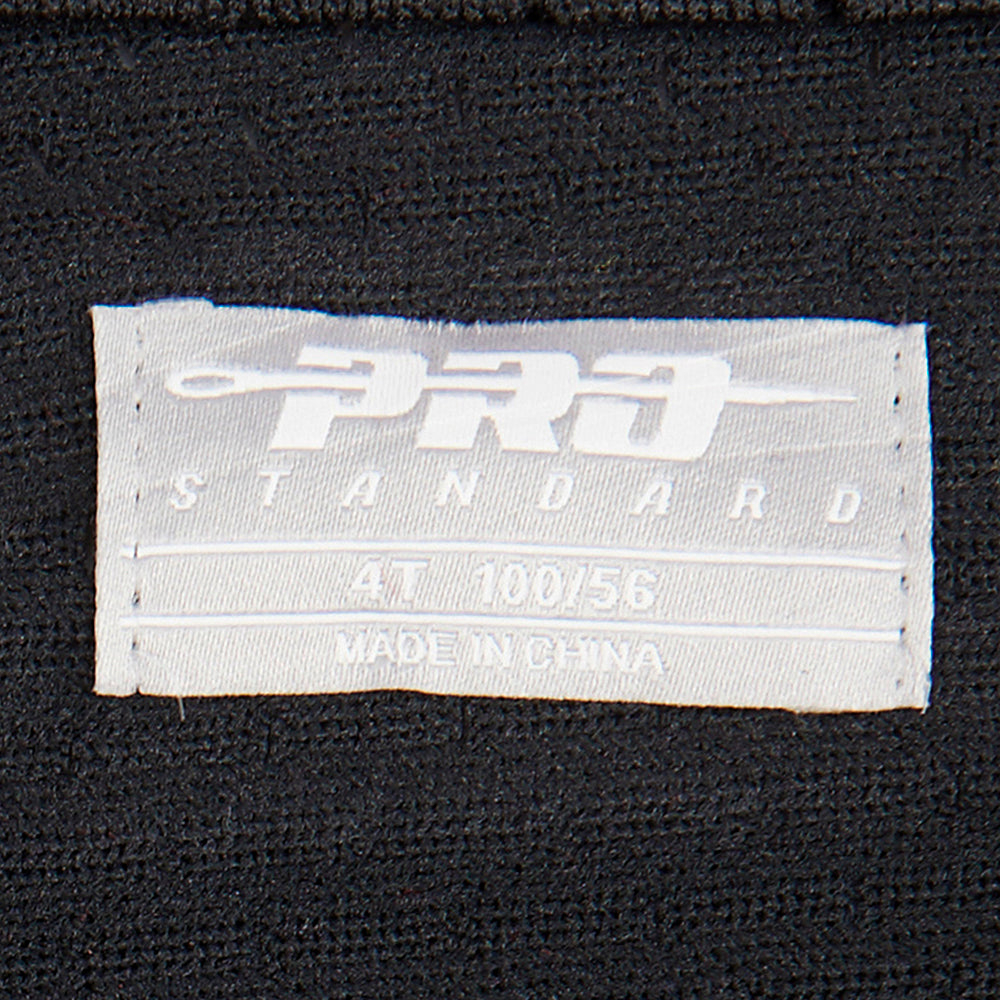 PRO
STANDARD
4T 100/56
MADE IN CHINA